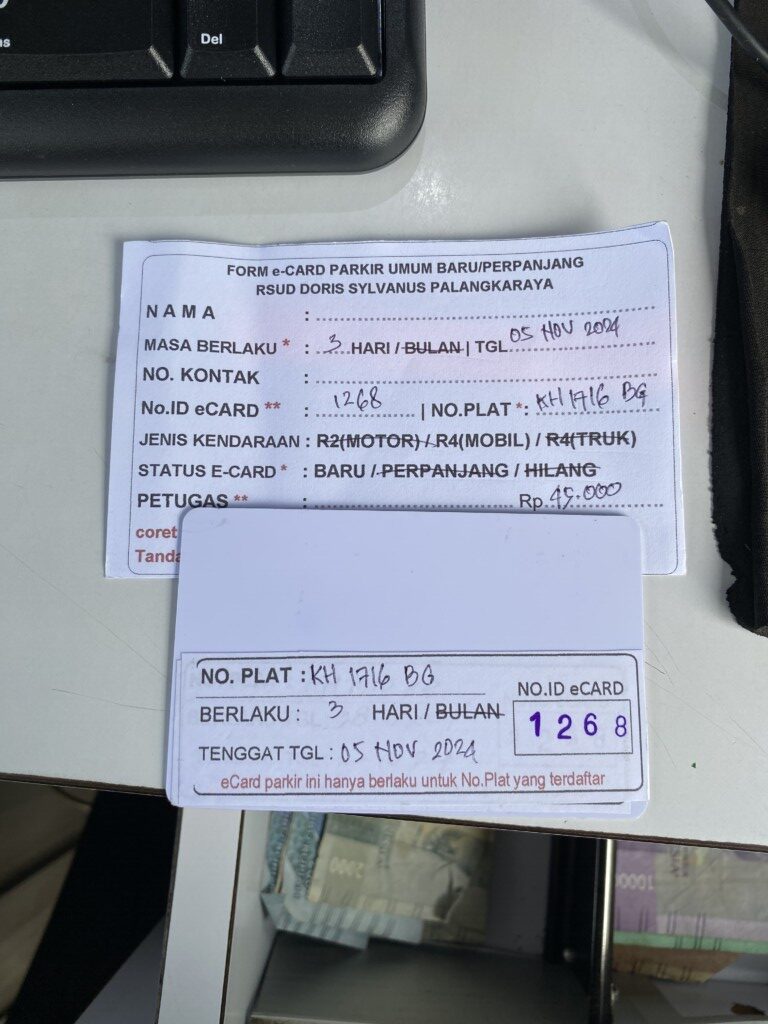 Del
FORM e-CARD PARKIR UMUM BARU/PERPANJANG
RSUD DORIS SYLVANUS PALANGKARAYA
NAMA :
MASA BERLAKU * : 3 HARI / BULAN | TGL 05 NOV 2024
NO. KONTAK :
No.ID eCARD ** : 1268 | NO.PLAT *: KH 1716 BG
JENIS KENDARAAN : R2(MOTOR) / R4(MOBIL) / R4(TRUK)
STATUS E-CARD * : BARU / PERPANJANG / HILANG
PETUGAS ** : Rp 45.000
coret
Tanda
NO. PLAT : KH 1716 BG
NO.ID eCARD
BERLAKU : 3 HARI / BULAN
1268
TENGGAT TGL : 05 NOV 2024
eCard parkir ini hanya berlaku untuk No.Plat yang terdaftar
2000